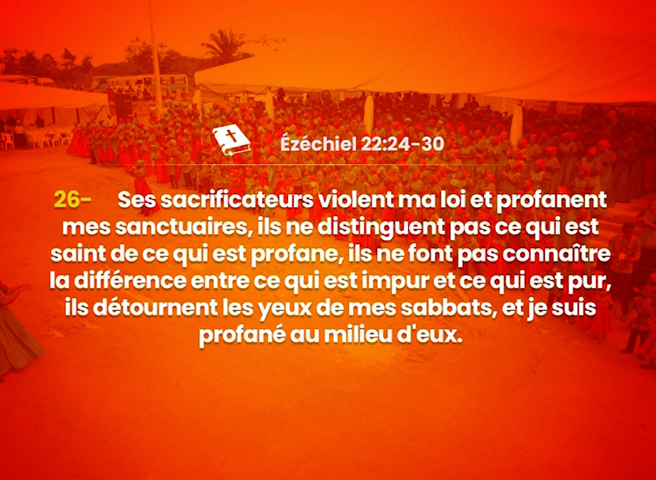 Ézéchiel 22:24-30
26- Ses sacrificateurs violent ma loi et profanent
mes sanctuaires, ils ne distinguent pas ce qui est
saint de ce qui est profane, ils ne font pas connaître
la différence entre ce qui est impur et ce qui est pur,
ils détournent les yeux de mes sabbats, et je suis
profané au milieu d'eux.